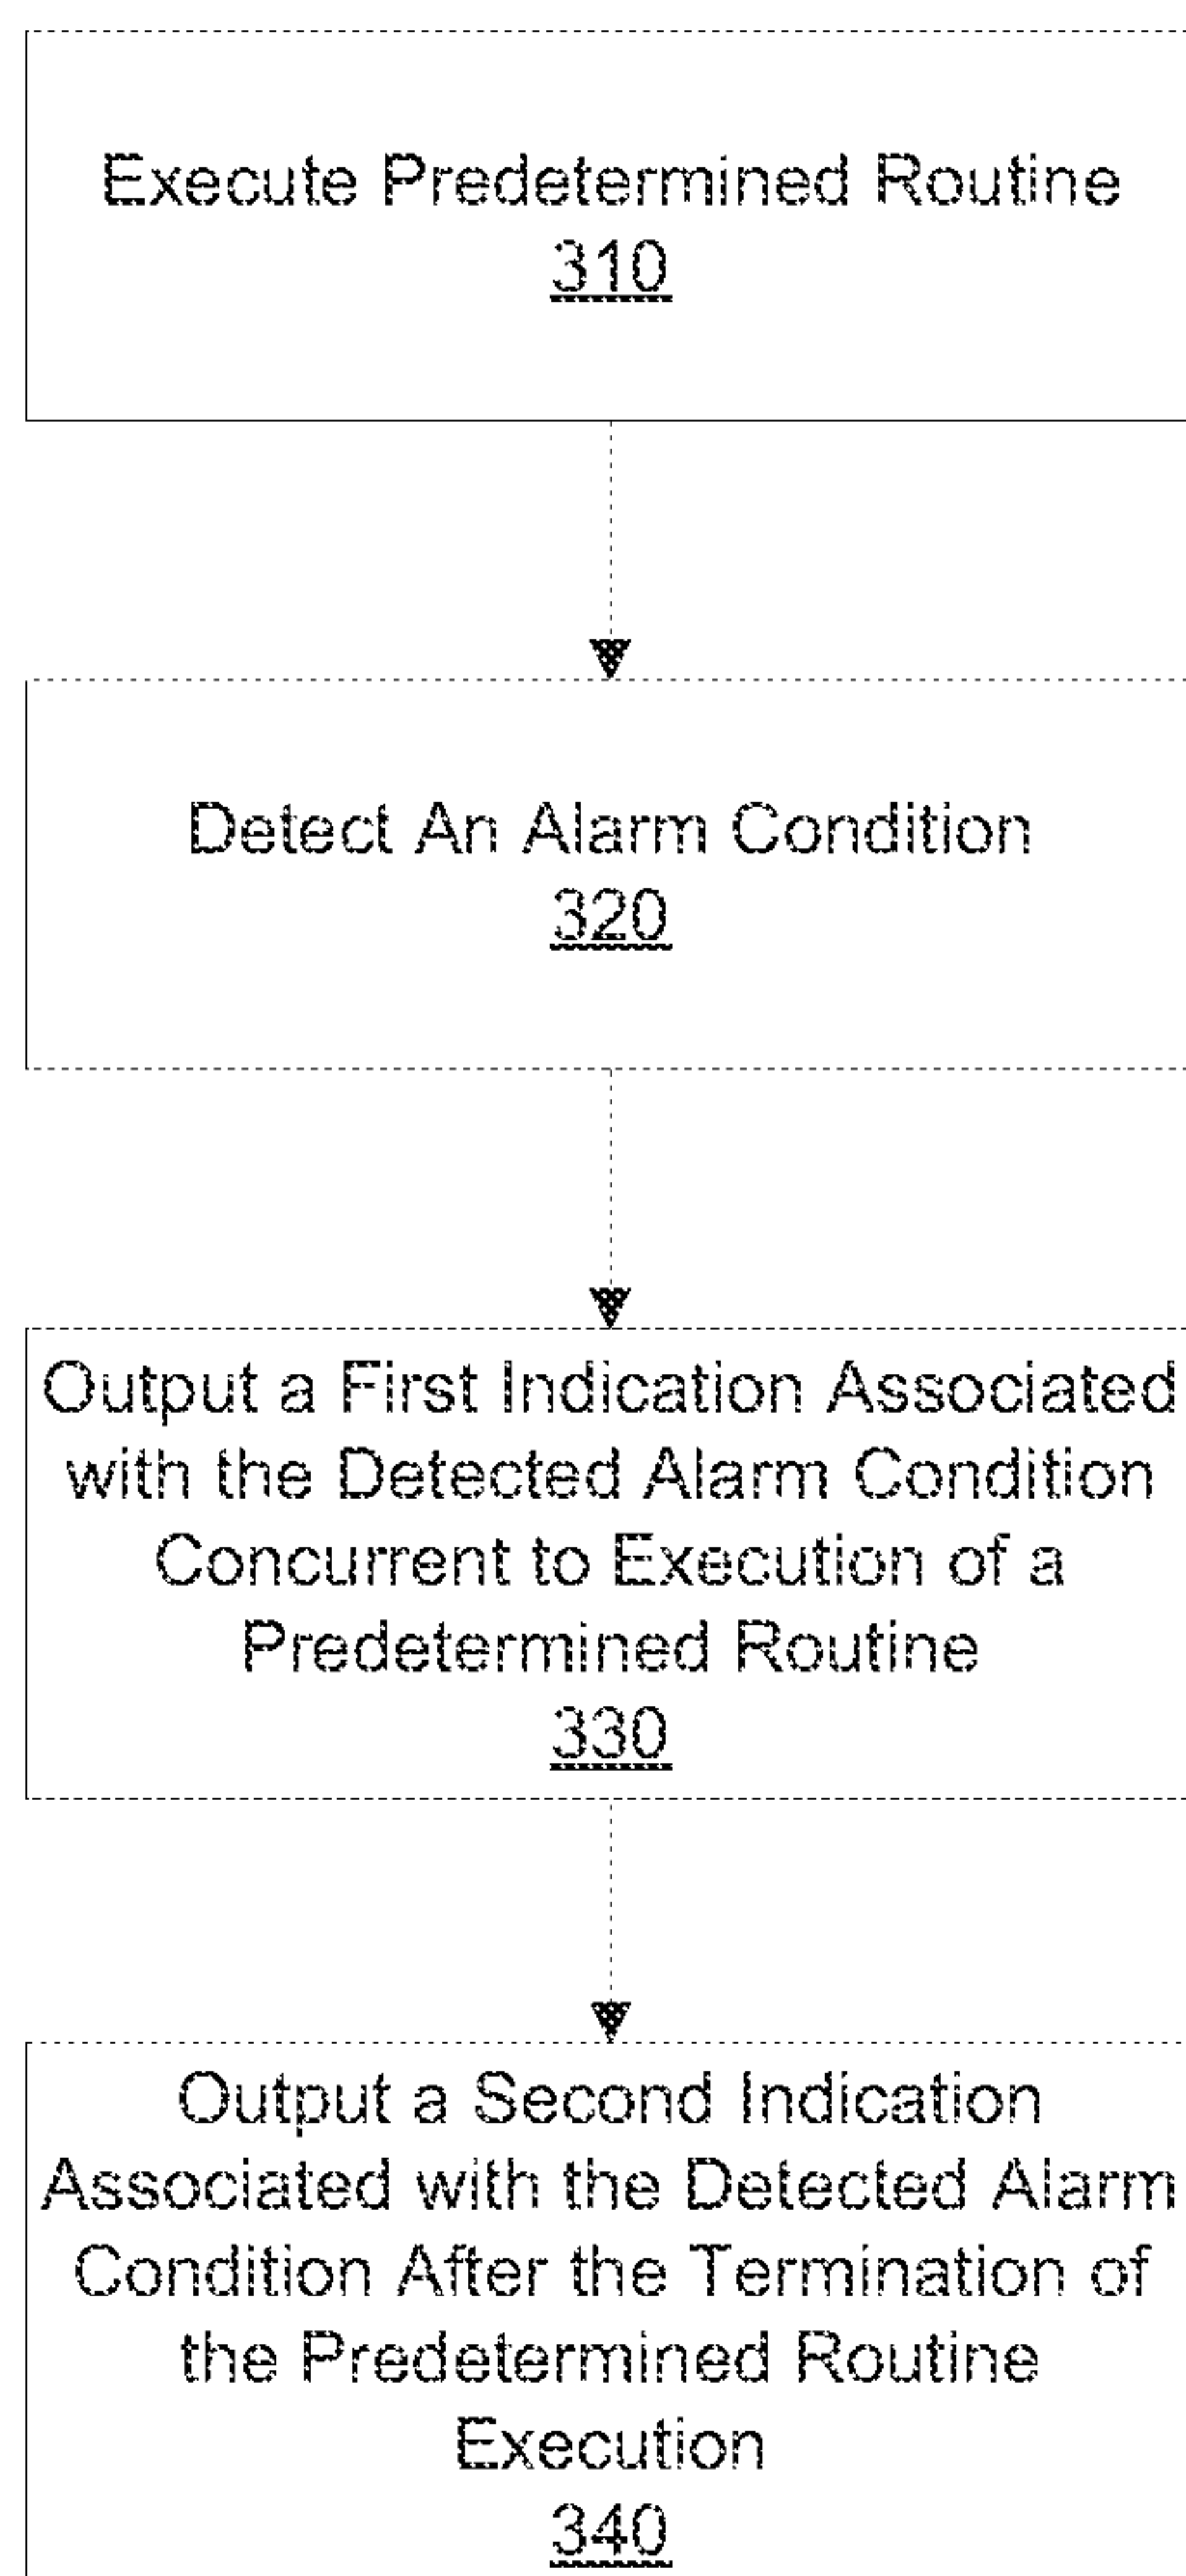 Execute Predetermined Routine
310
Detect An Alarm Condition
320
Output a First Indication Associated
with the Detected Alarm Condition
Concurrent to Execution of a
Predetermined Routine
330
Output a Second Indication
Associated with the Detected Alarm
Condition After the Termination of
the Predetermined Routine
Execution
340